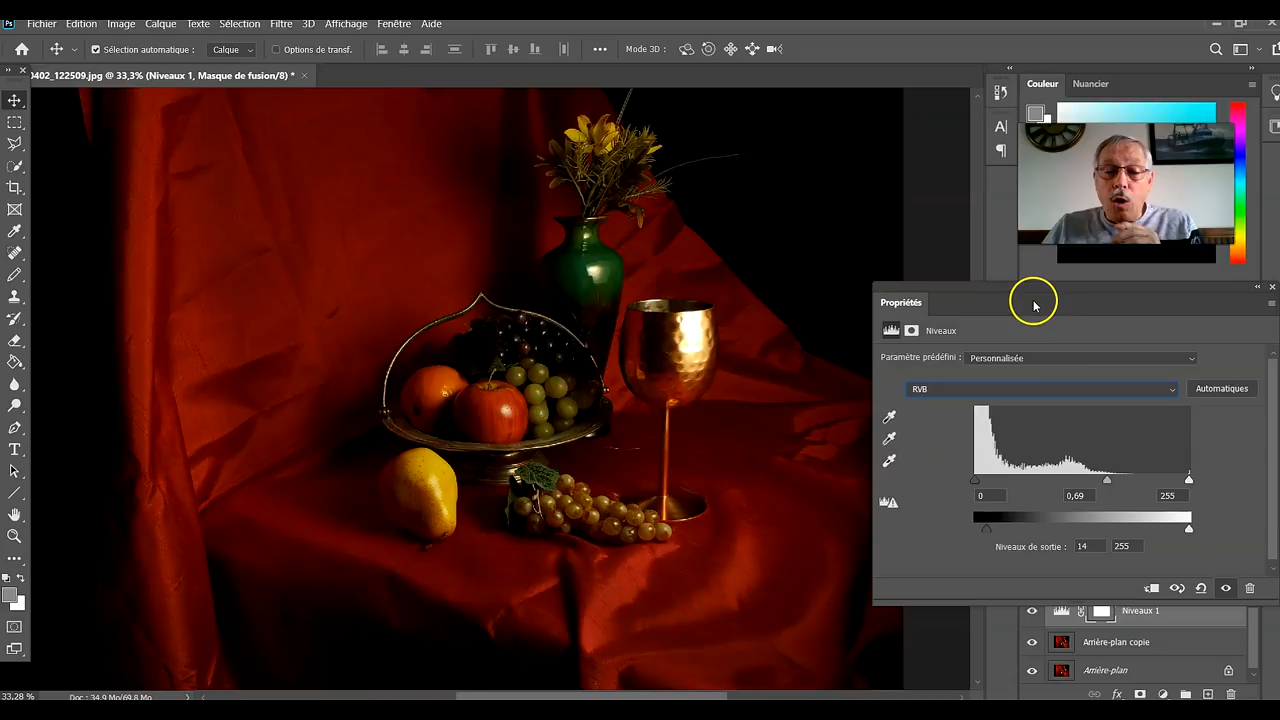 Ps Fichier Edition Image Calque Texte Sélection Filtre 3D Affichage Fenêtre Aide
Sélection automatique : Calque Options de transf. Mode 3D :
0402_122509.jpg @ 33,3% (Niveaux 1, Masque de fusion/8) *
Couleur Nuancier
Propriétés
Niveaux
Paramètre prédéfini : Personnalisée
RVB Automatiques
0 0,69 255
Niveaux de sortie : 14 255
Niveaux 1
Arrière-plan copie
Arrière-plan
fx
33,28 % Doc : 34,9 Mo/69,8 Mo